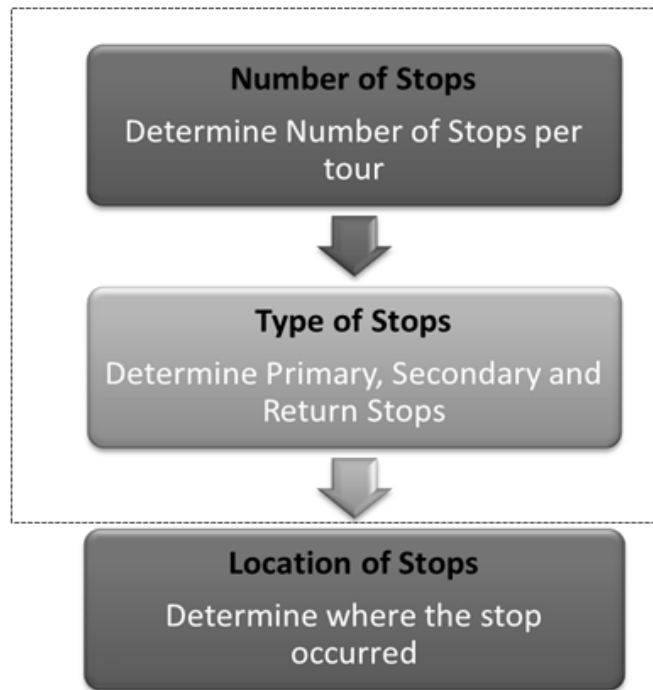 Number of Stops
Determine Number of Stops per
tour
Type of Stops
Determine Primary, Secondary and
Return Stops
Location of Stops
Determine where the stop
occurred